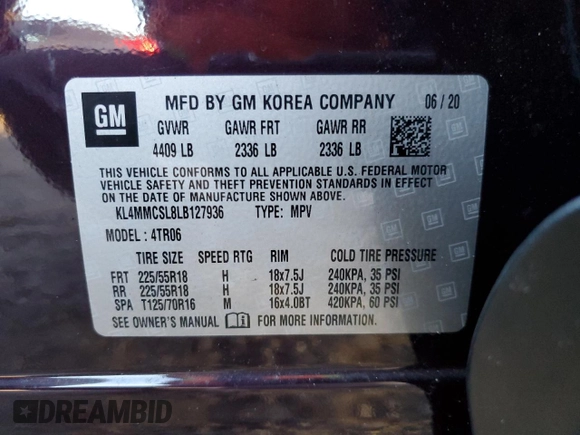 GM
MFD BY GM KOREA COMPANY 06/20
GVWR GAWR FRT GAWR RR
4409 LB 2336 LB 2336 LB
THIS VEHICLE CONFORMS TO ALL APPLICABLE U.S. FEDERAL MOTOR
VEHICLE SAFETY AND THEFT PREVENTION STANDARDS IN EFFECT
ON THE DATE OF MANUFACTURE SHOWN ABOVE.
KL4MMCSL8LB127936 TYPE: MPV
MODEL: 4TR06
TIRE SIZE SPEED RTG RIM COLD TIRE PRESSURE
FRT 225/55R18 H 18x7.5J 240KPA, 35 PSI
RR 225/55R18 H 18x7.5J 240KPA, 35 PSI
SPA T125/70R16 M 16x4.0BT 420KPA, 60 PSI
SEE OWNER'S MANUAL FOR MORE INFORMATION.
DREAMBID